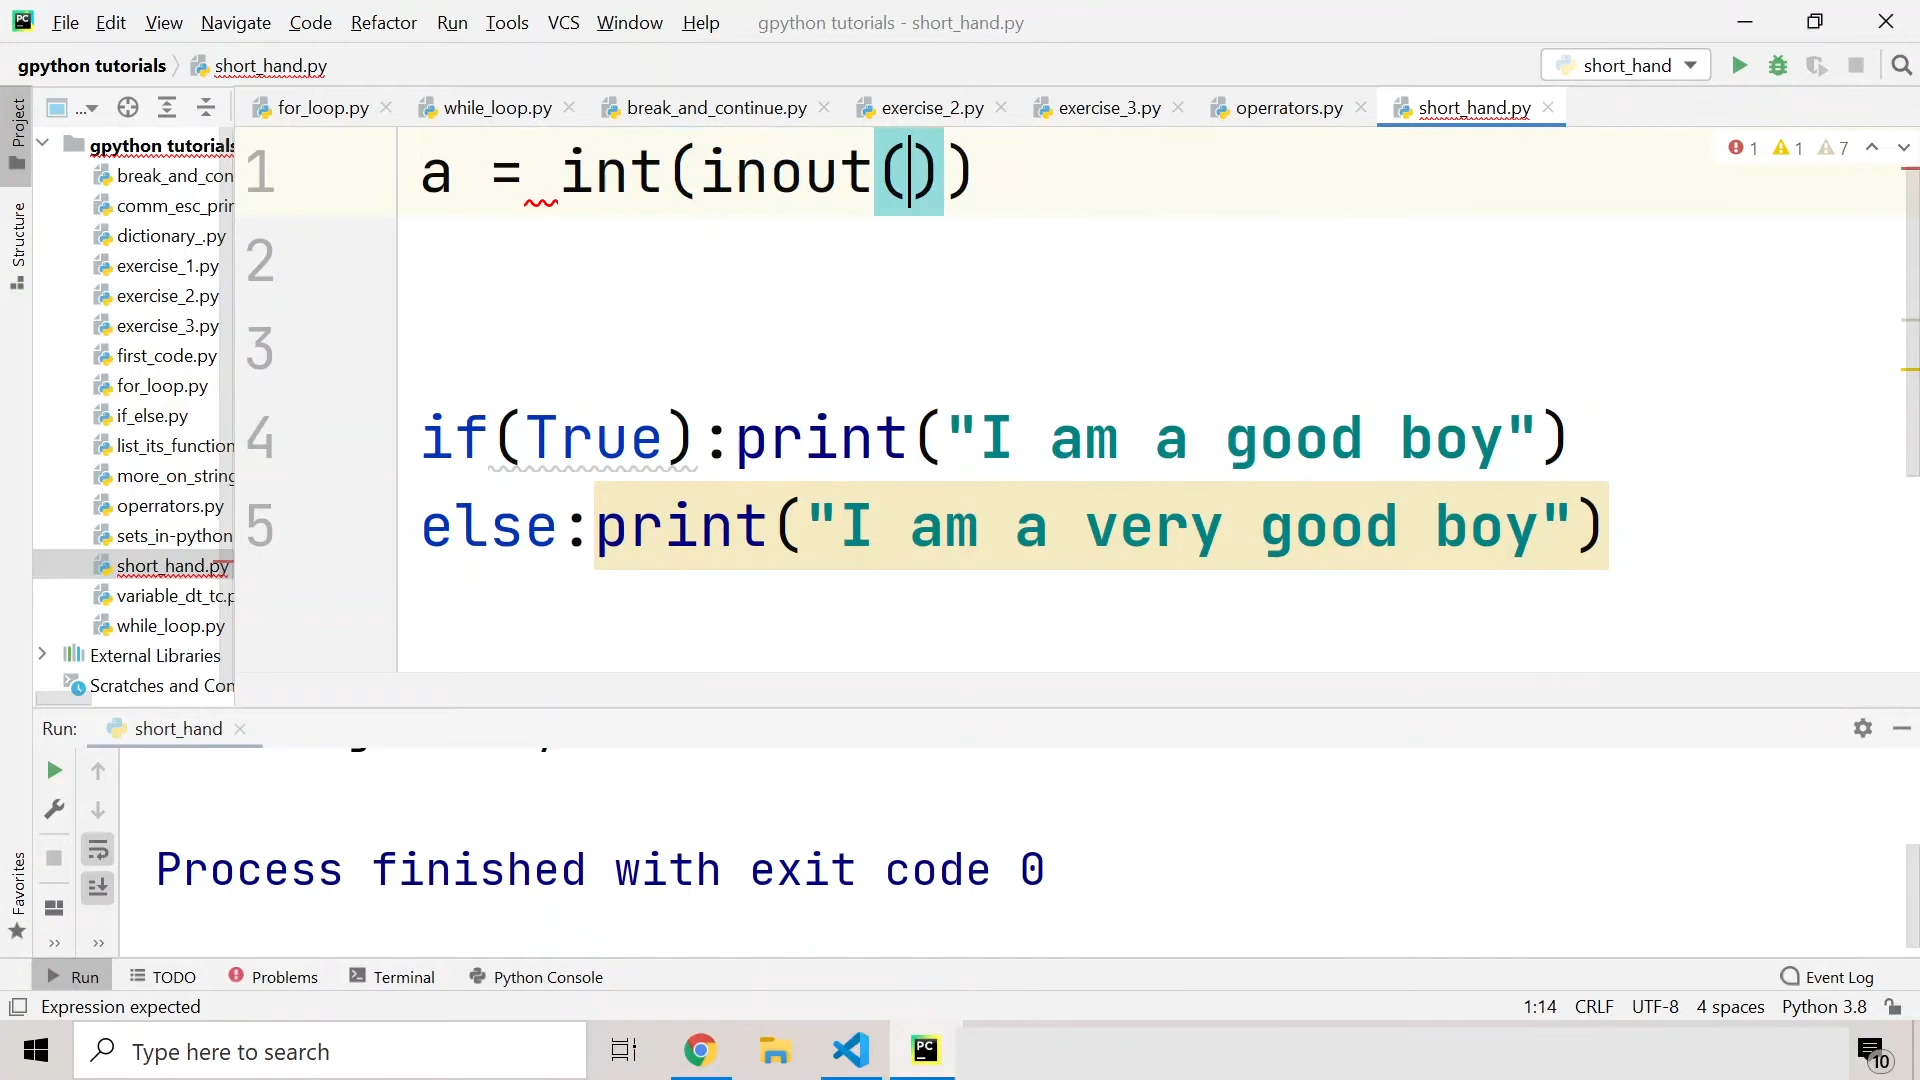 File Edit View Navigate Code Refactor Run Tools VCS Window Help gpython tutorials - short_hand.py
gpython tutorials short_hand.py short_hand
Project ... for_loop.py while_loop.py break_and_continue.py exercise_2.py exercise_3.py operrators.py short_hand.py
gpython tutorials
break_and_con
comm_esc_prir
dictionary_.py
exercise_1.py
exercise_2.py
exercise_3.py
first_code.py
for_loop.py
if_else.py
list_its_function
more_on_string
operrators.py
sets_in-python
short_hand.py
variable_dt_tc.p
while_loop.py
External Libraries
Scratches and Con
Structure
Favorites
1 a = int(inout())
1 1 7
2
3
4 if(True):print("I am a good boy")
5 else:print("I am a very good boy")
Run: short_hand
Process finished with exit code 0
Run TODO Problems Terminal Python Console Event Log
Expression expected 1:14 CRLF UTF-8 4 spaces Python 3.8
Type here to search PC 10